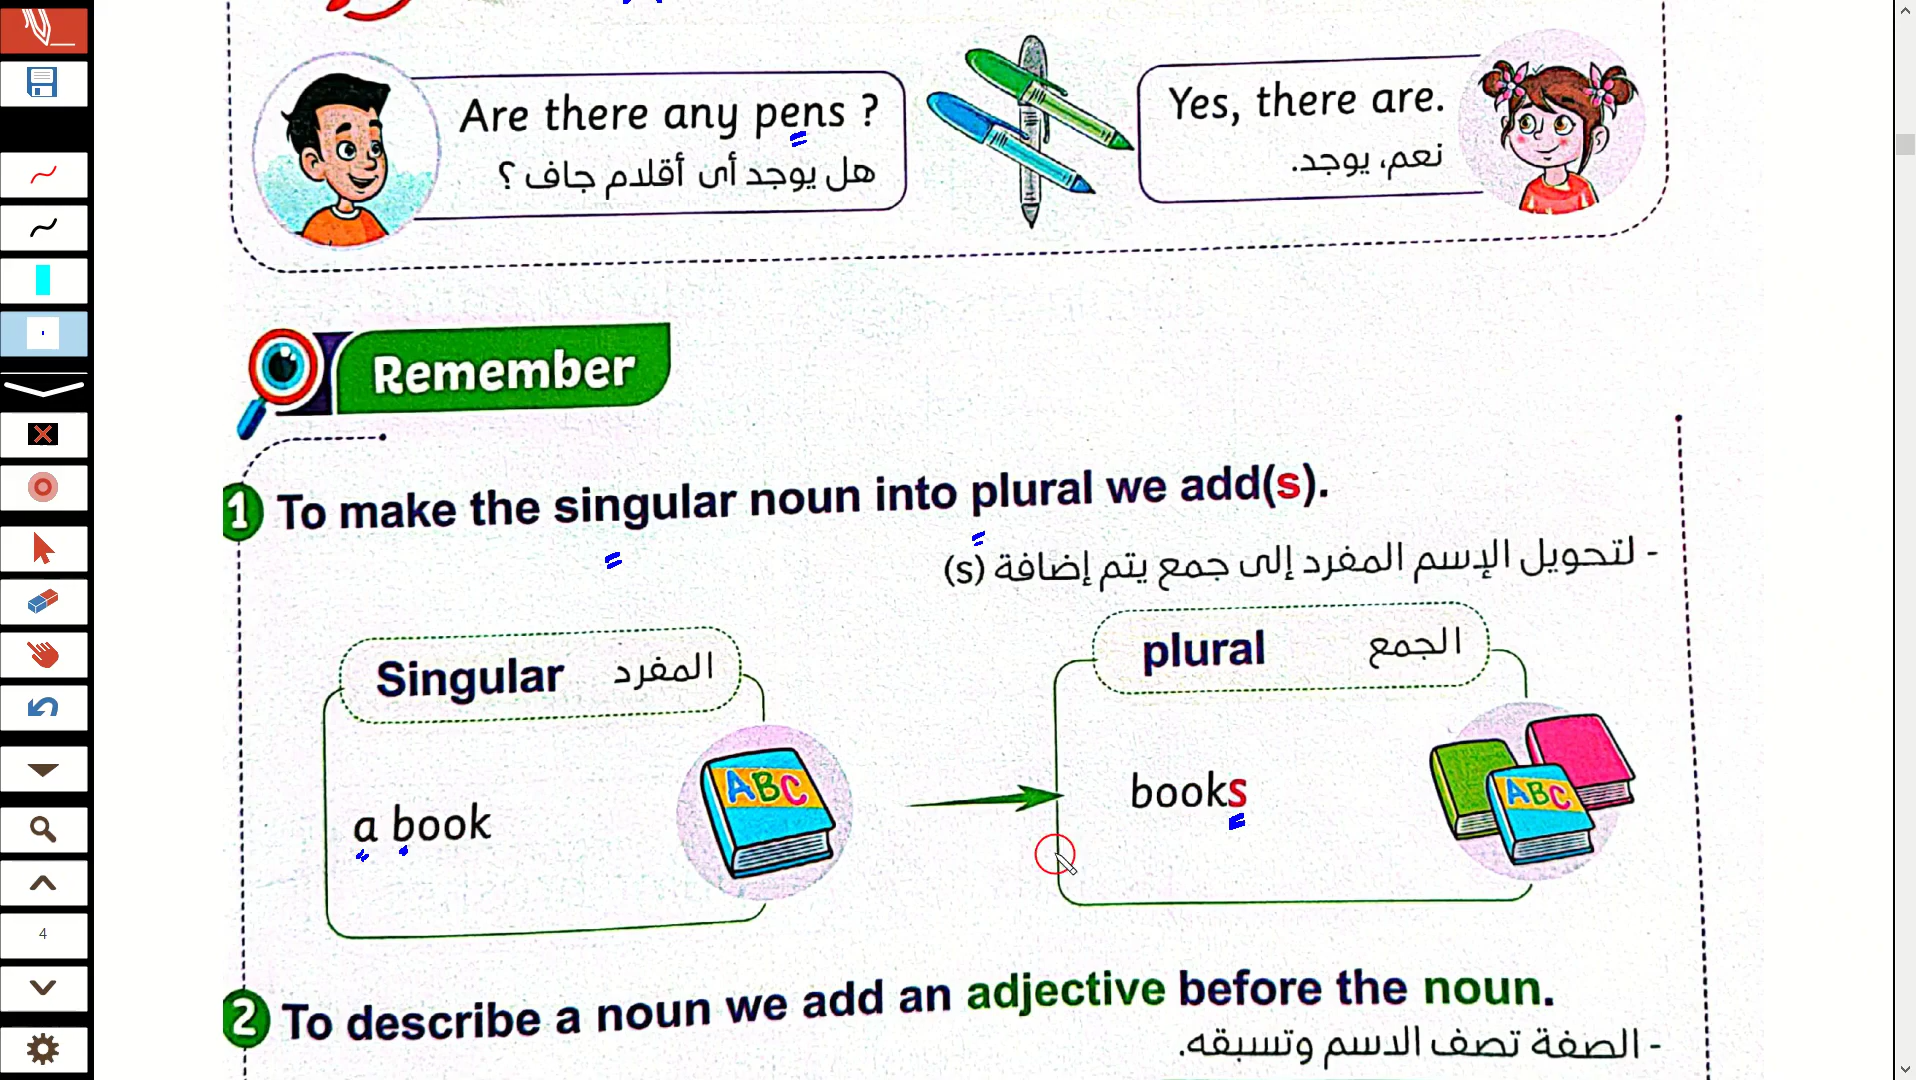 Are there any pens ?
هل يوجد أى أقلام جاف ؟
Yes, there are.
نعم، يوجد.
Remember
1 To make the singular noun into plural we add(s).
- لتحويل الإسم المفرد إلى جمع يتم إضافة (s)
Singular المفرد
plural الجمع
a book
ABC
books
ABC
2 To describe a noun we add an adjective before the noun.
- الصفة تصف الاسم وتسبقه.
4